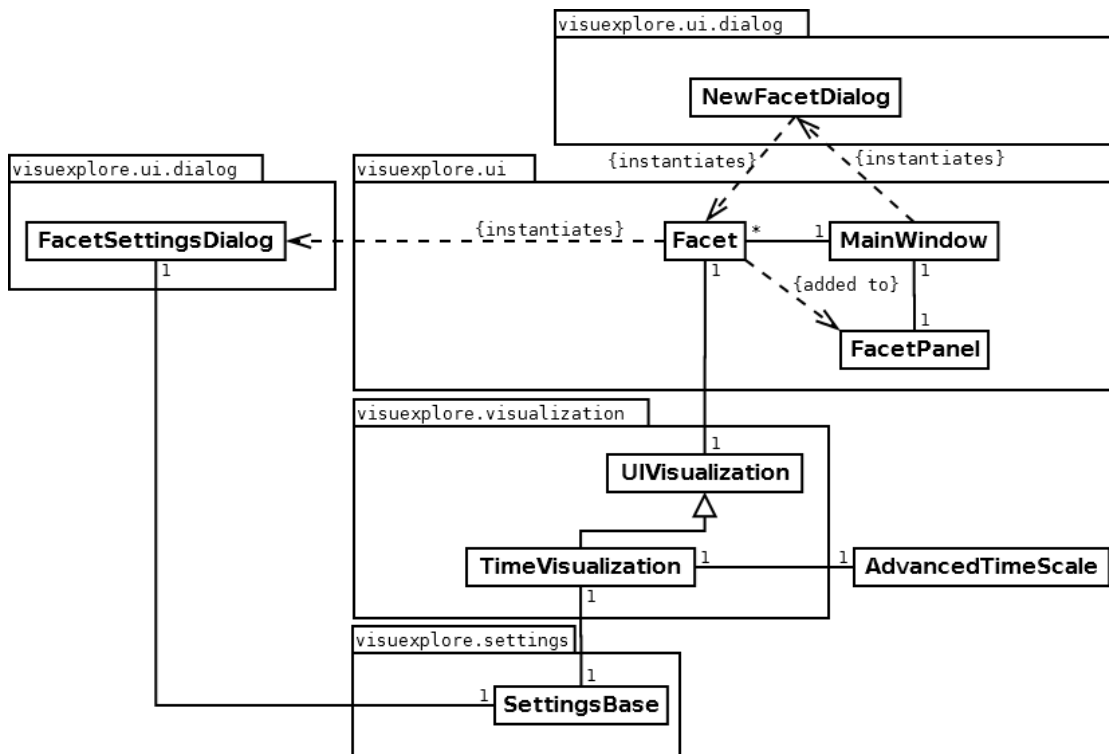 visuexplore.ui.dialog
NewFacetDialog
{instantiates}
{instantiates}
visuexplore.ui.dialog
visuexplore.ui
FacetSettingsDialog
{instantiates}
Facet
*
1
MainWindow
1
1
1
{added to}
1
FacetPanel
visuexplore.visualization
1
UIVisualization
TimeVisualization
1
1
AdvancedTimeScale
1
visuexplore.settings
1
1
SettingsBase